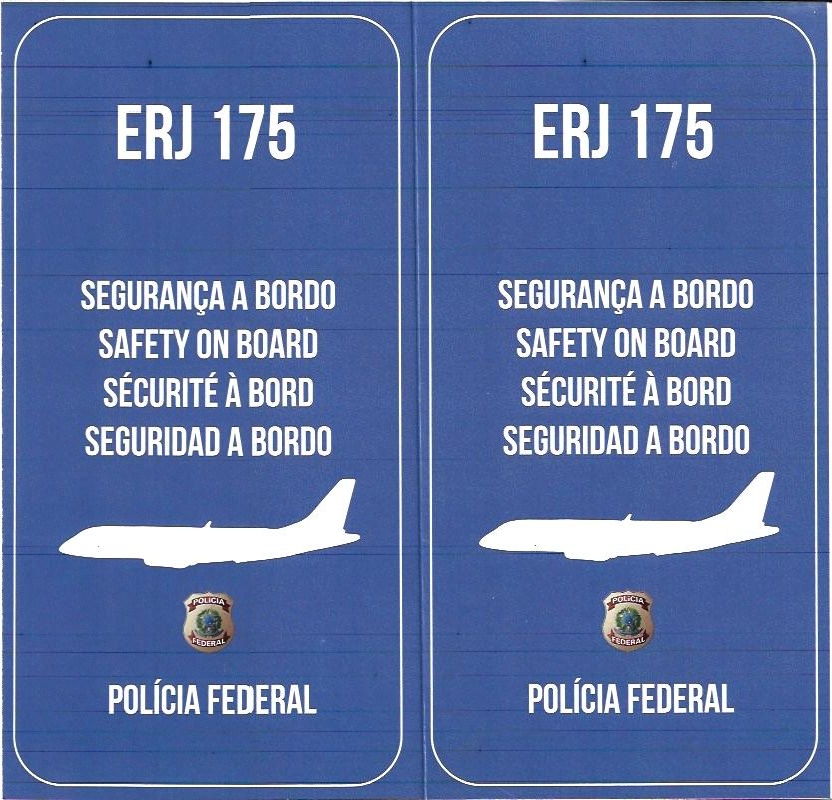 ERJ 175
SEGURANÇA A BORDO
SAFETY ON BOARD
SÉCURITÉ À BORD
SEGURIDAD A BORDO
POLÍCIA
FEDERAL
POLÍCIA FEDERAL
ERJ 175
SEGURANÇA A BORDO
SAFETY ON BOARD
SÉCURITÉ À BORD
SEGURIDAD A BORDO
POLÍCIA
FEDERAL
POLÍCIA FEDERAL